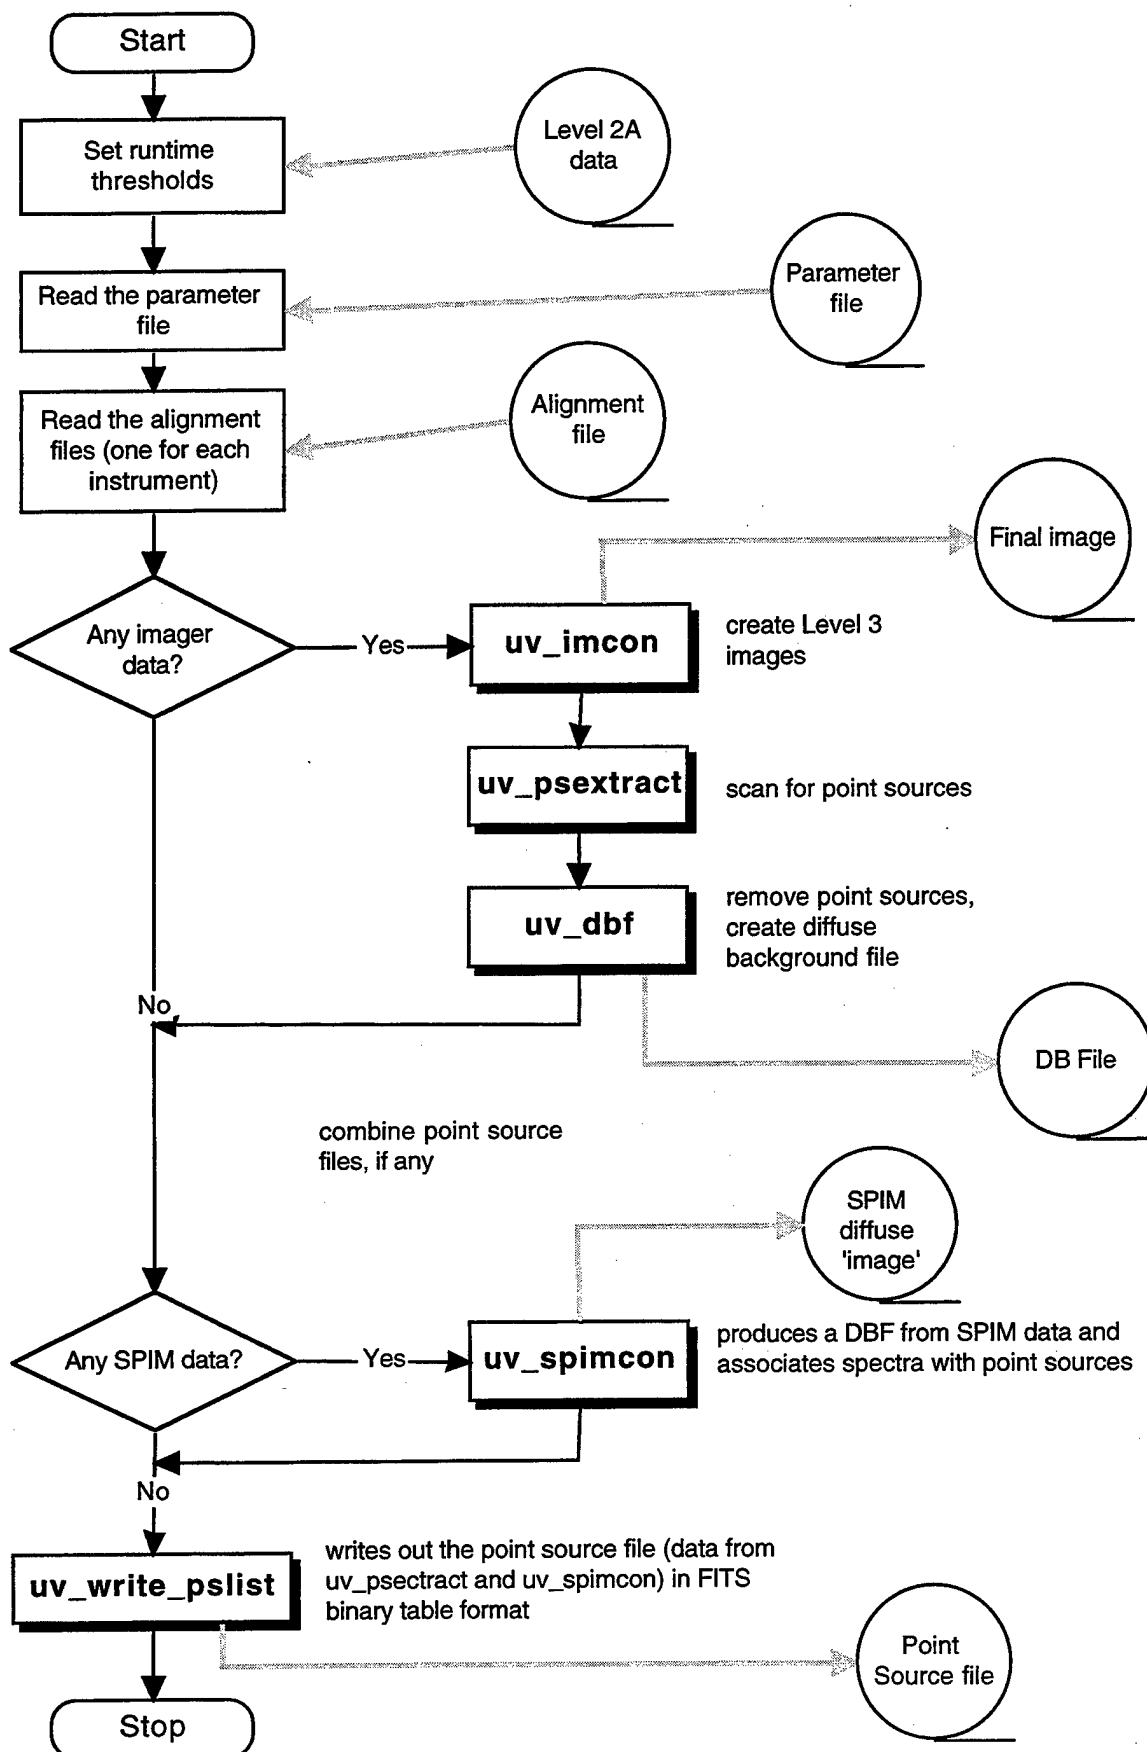 Start
Set runtime
thresholds
Level 2A
data
Read the parameter
file
Parameter
file
Read the alignment
files (one for each
instrument)
Alignment
file
Final image
Any imager
data?
Yes
uv_imcon
create Level 3
images
uv_psextract
scan for point sources
uv_dbf
remove point sources,
create diffuse
background file
No
DB File
combine point source
files, if any
SPIM
diffuse
'image'
Any SPIM data?
Yes
uv_spimcon
produces a DBF from SPIM data and
associates spectra with point sources
No
uv_write_pslist
writes out the point source file (data from
uv_psectract and uv_spimcon) in FITS
binary table format
Point
Source file
Stop